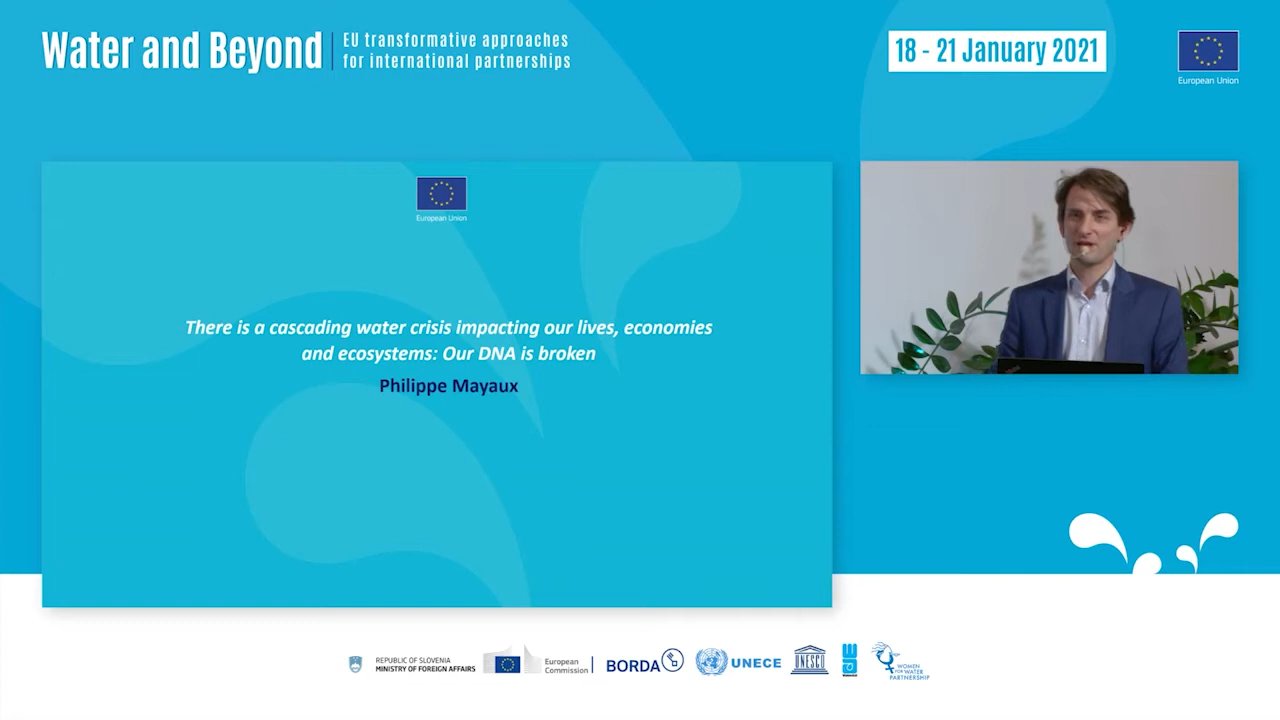 Water and Beyond
EU transformative approaches
for international partnerships
18 - 21 January 2021
European Union
European Union
There is a cascading water crisis impacting our lives, economies
and ecosystems: Our DNA is broken
Philippe Mayaux
REPUBLIC OF SLOVENIA
MINISTRY OF FOREIGN AFFAIRS
European
Commission
BORDA
UNECE
UNESCO
WOMEN
FOR WATER
PARTNERSHIP